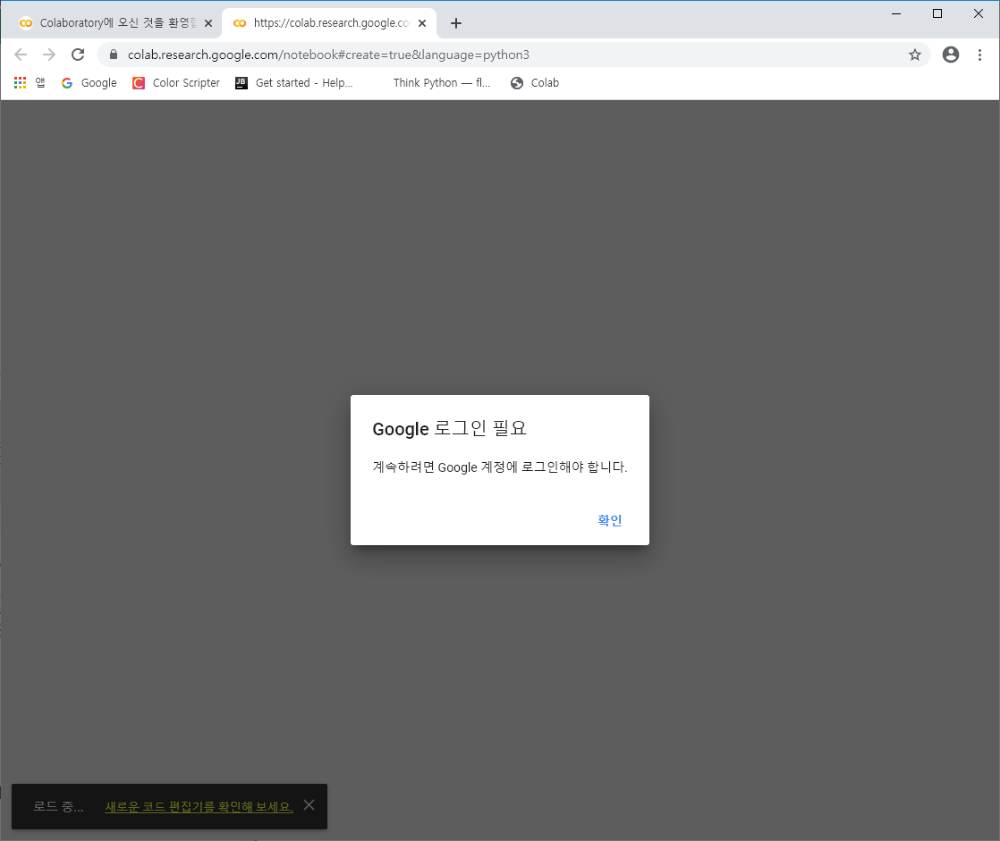 Colaboratory에 오신 것을 환영합
https://colab.research.google.co
colab.research.google.com/notebook#create=true&language=python3
앱 Google Color Scripter Get started - Help... Think Python — fl... Colab
Google 로그인 필요
계속하려면 Google 계정에 로그인해야 합니다.
확인
로드 중... 새로운 코드 편집기를 확인해 보세요.